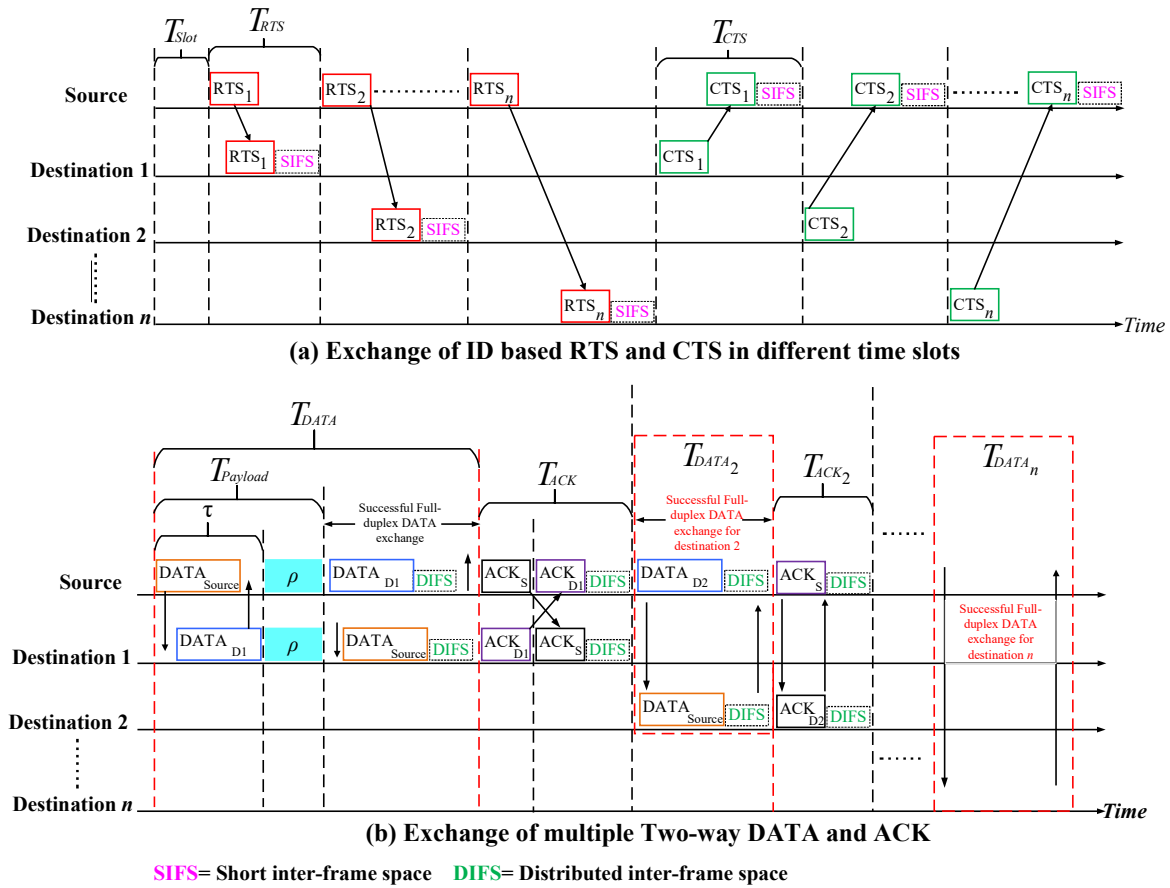 T_Slot T_RTS T_CTS
Source RTS_1 RTS_2 ........ RTS_n CTS_1 SIFS CTS_2 SIFS ........ CTS_n SIFS
Destination 1 RTS_1 SIFS CTS_1
Destination 2 RTS_2 SIFS CTS_2
Destination n RTS_n SIFS CTS_n Time
(a) Exchange of ID based RTS and CTS in different time slots
T_DATA
T_Payload T_ACK T_DATA_2 T_ACK_2 T_DATA_n
τ
Successful Full-
duplex DATA
exchange
Successful Full-
duplex DATA
exchange for
destination 2
........
Source DATA_Source ρ DATA_D1 DIFS ACK_S ACK_D1 DIFS DATA_D2 DIFS ACK_S DIFS
Successful Full-
duplex DATA
exchange for
destination n
Destination 1 DATA_D1 ρ DATA_Source DIFS ACK_D1 ACK_S DIFS
Destination 2 DATA_Source DIFS ACK_D2 DIFS
........
Destination n Time
(b) Exchange of multiple Two-way DATA and ACK
SIFS= Short inter-frame space DIFS= Distributed inter-frame space